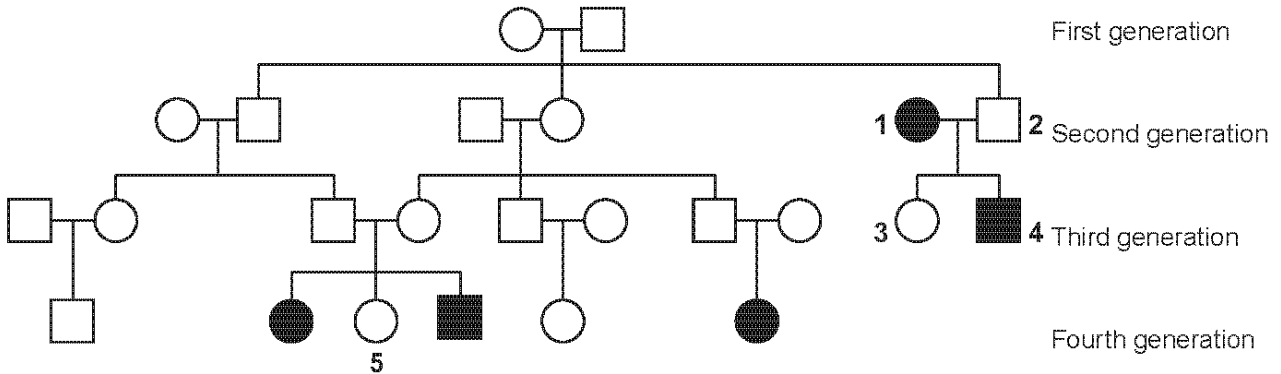 First generation
1
2
Second generation
3
4
Third generation
5
Fourth generation